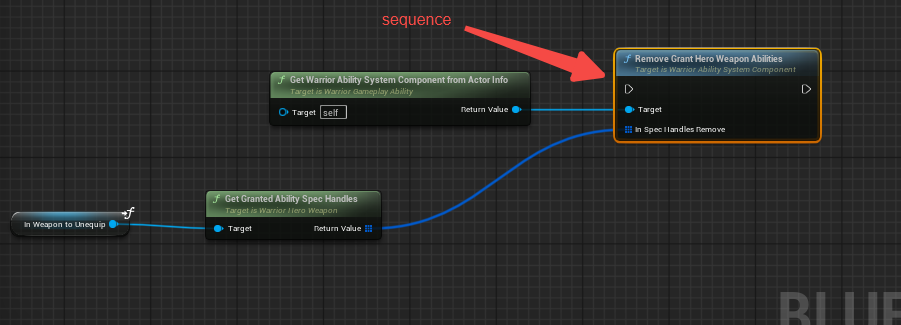 sequence
Remove Grant Hero Weapon Abilities
Target is Warrior Ability System Component
Get Warrior Ability System Component from Actor Info
Target is Warrior Gameplay Ability
Target self
Return Value
Target
In Spec Handles Remove
Get Granted Ability Spec Handles
Target is Warrior Hero Weapon
In Weapon to Unequip
Target
Return Value
BLUE